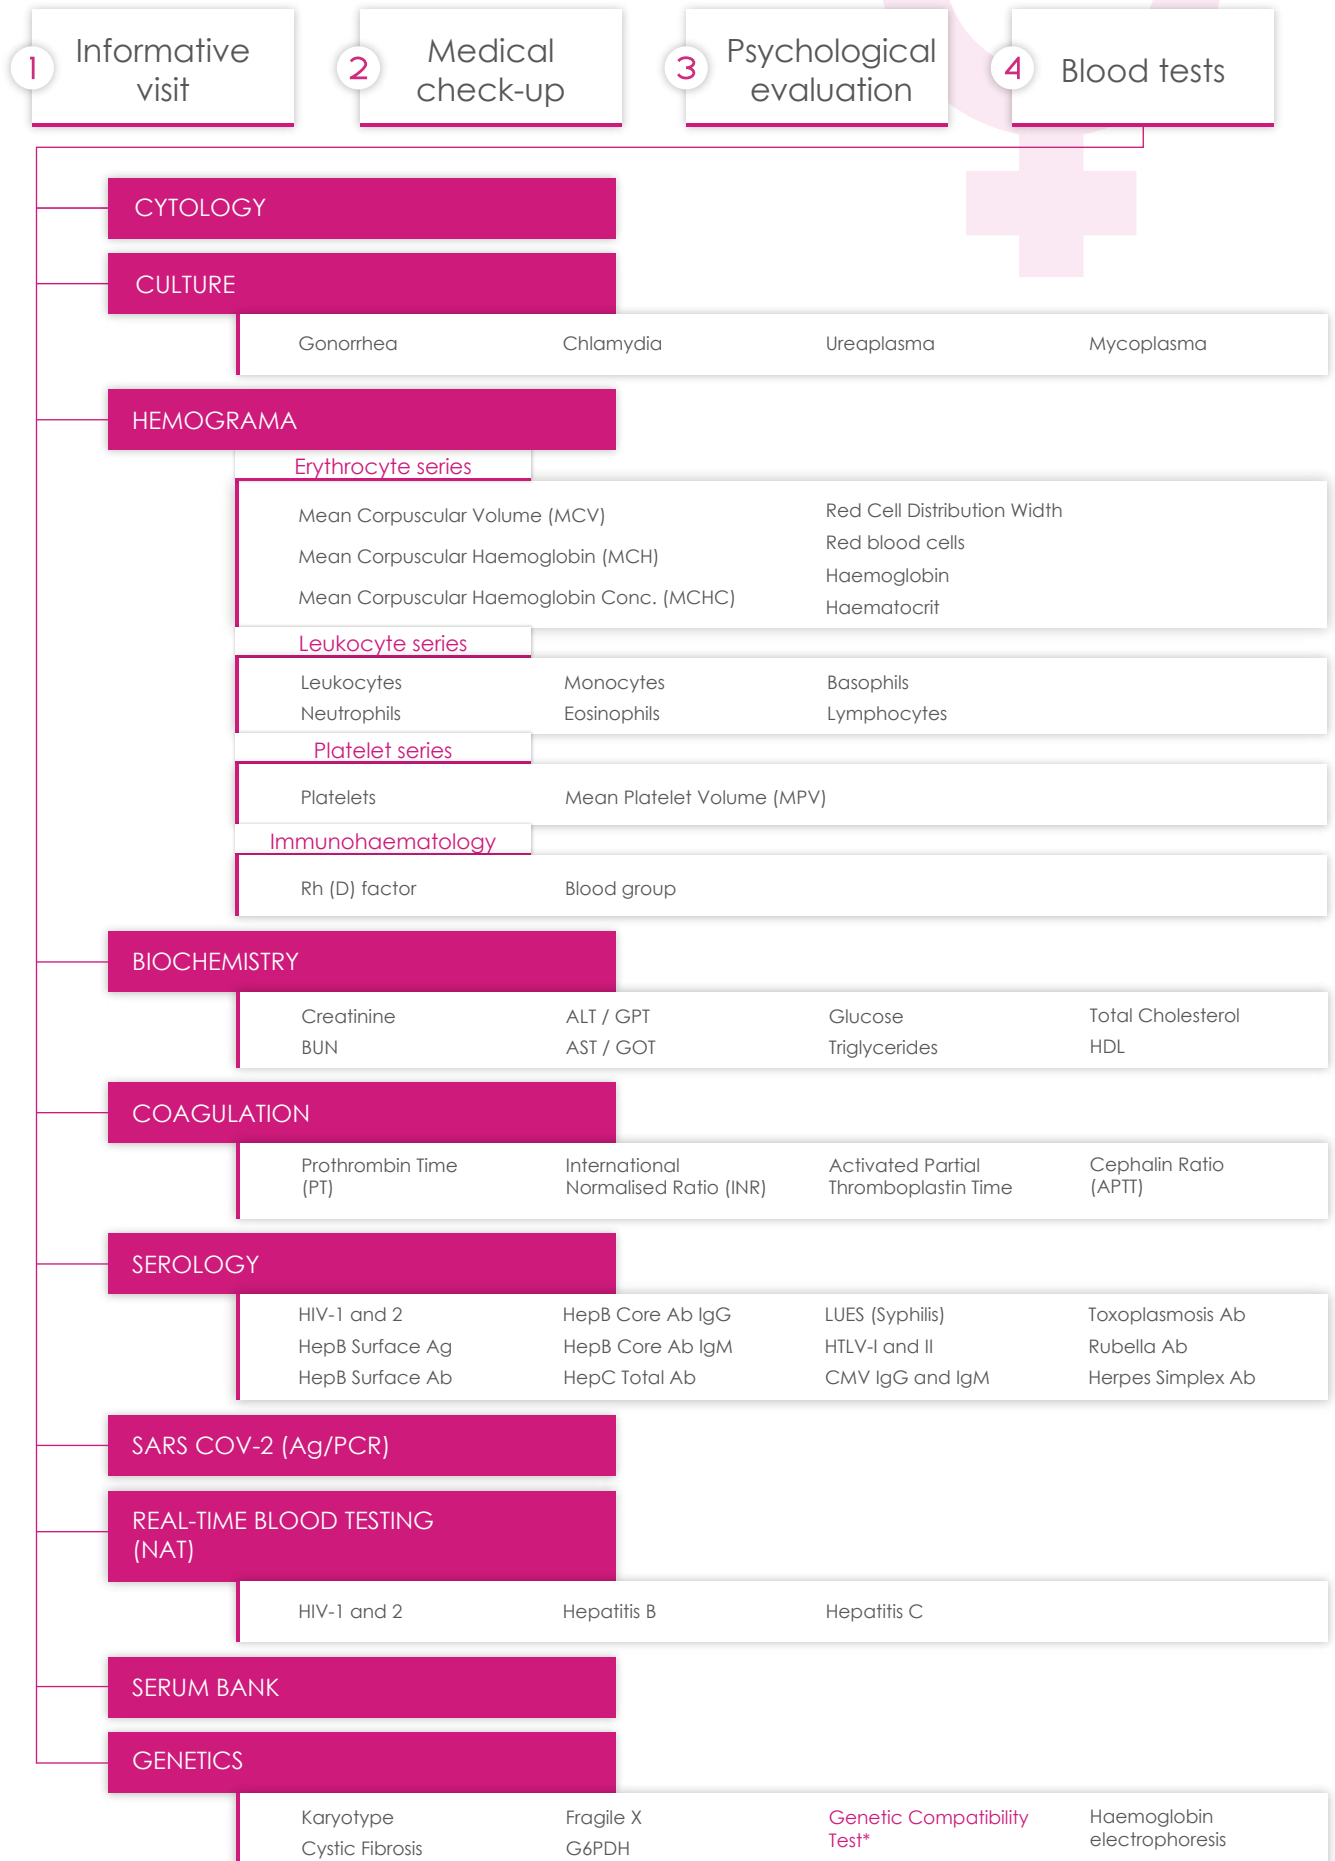 1
Informative
visit
2
Medical
check-up
3
Psychological
evaluation
4
Blood tests
CYTOLOGY
CULTURE
Gonorrhea
Chlamydia
Ureaplasma
Mycoplasma
HEMOGRAMA
Erythrocyte series
Mean Corpuscular Volume (MCV)
Mean Corpuscular Haemoglobin (MCH)
Mean Corpuscular Haemoglobin Conc. (MCHC)
Red Cell Distribution Width
Red blood cells
Haemoglobin
Haematocrit
Leukocyte series
Leukocytes
Neutrophils
Monocytes
Eosinophils
Basophils
Lymphocytes
Platelet series
Platelets
Mean Platelet Volume (MPV)
Immunohaematology
Rh (D) factor
Blood group
BIOCHEMISTRY
Creatinine
BUN
ALT / GPT
AST / GOT
Glucose
Triglycerides
Total Cholesterol
HDL
COAGULATION
Prothrombin Time
(PT)
International
Normalised Ratio (INR)
Activated Partial
Thromboplastin Time
Cephalin Ratio
(APTT)
SEROLOGY
HIV-1 and 2
HepB Surface Ag
HepB Surface Ab
HepB Core Ab IgG
HepB Core Ab IgM
HepC Total Ab
LUES (Syphilis)
HTLV-I and II
CMV IgG and IgM
Toxoplasmosis Ab
Rubella Ab
Herpes Simplex Ab
SARS COV-2 (Ag/PCR)
REAL-TIME BLOOD TESTING
(NAT)
HIV-1 and 2
Hepatitis B
Hepatitis C
SERUM BANK
GENETICS
Karyotype
Cystic Fibrosis
Fragile X
G6PDH
Genetic Compatibility
Test*
Haemoglobin
electrophoresis